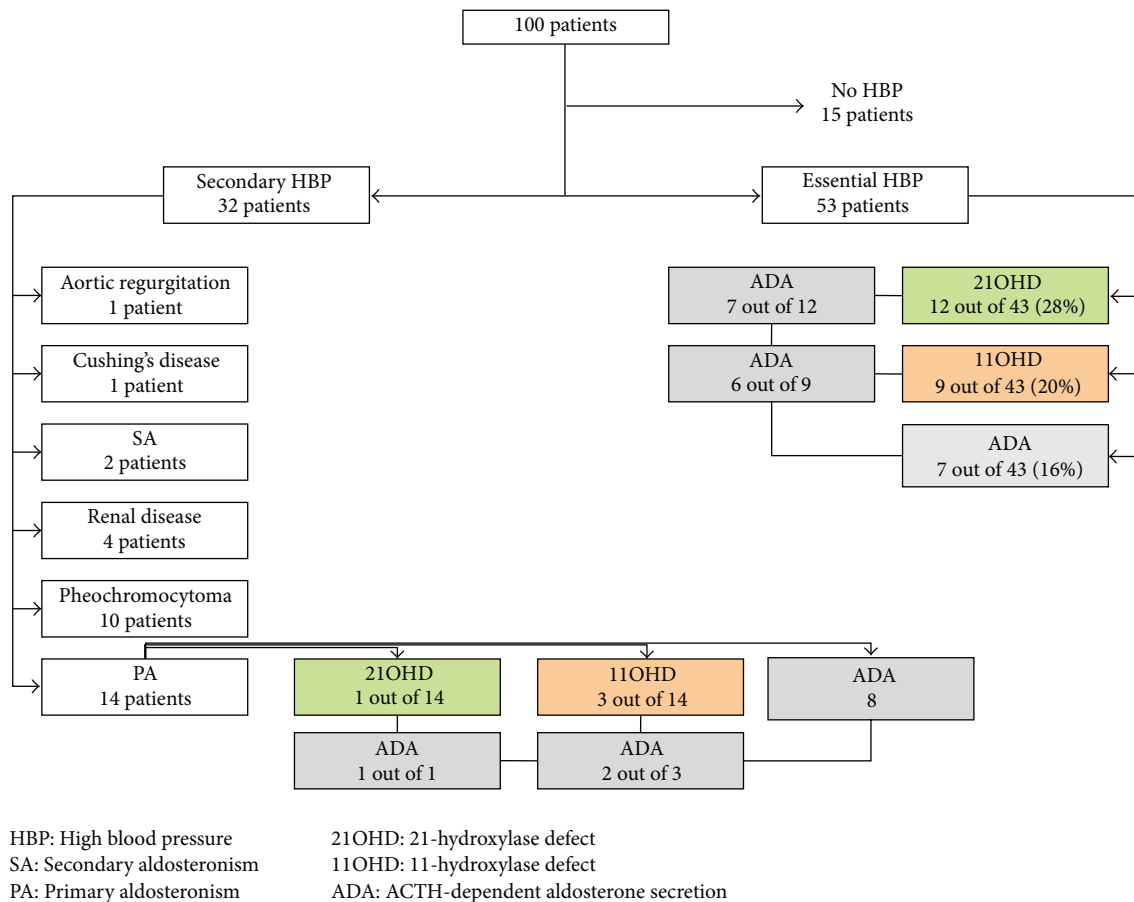 100 patients
No HBP
15 patients
Secondary HBP
32 patients
Essential HBP
53 patients
Aortic regurgitation
1 patient
Cushing's disease
1 patient
SA
2 patients
Renal disease
4 patients
Pheochromocytoma
10 patients
PA
14 patients
ADA
7 out of 12
21OHD
12 out of 43 (28%)
ADA
6 out of 9
11OHD
9 out of 43 (20%)
ADA
7 out of 43 (16%)
21OHD
1 out of 14
11OHD
3 out of 14
ADA
8
ADA
1 out of 1
ADA
2 out of 3
HBP: High blood pressure
SA: Secondary aldosteronism
PA: Primary aldosteronism
21OHD: 21-hydroxylase defect
11OHD: 11-hydroxylase defect
ADA: ACTH-dependent aldosterone secretion